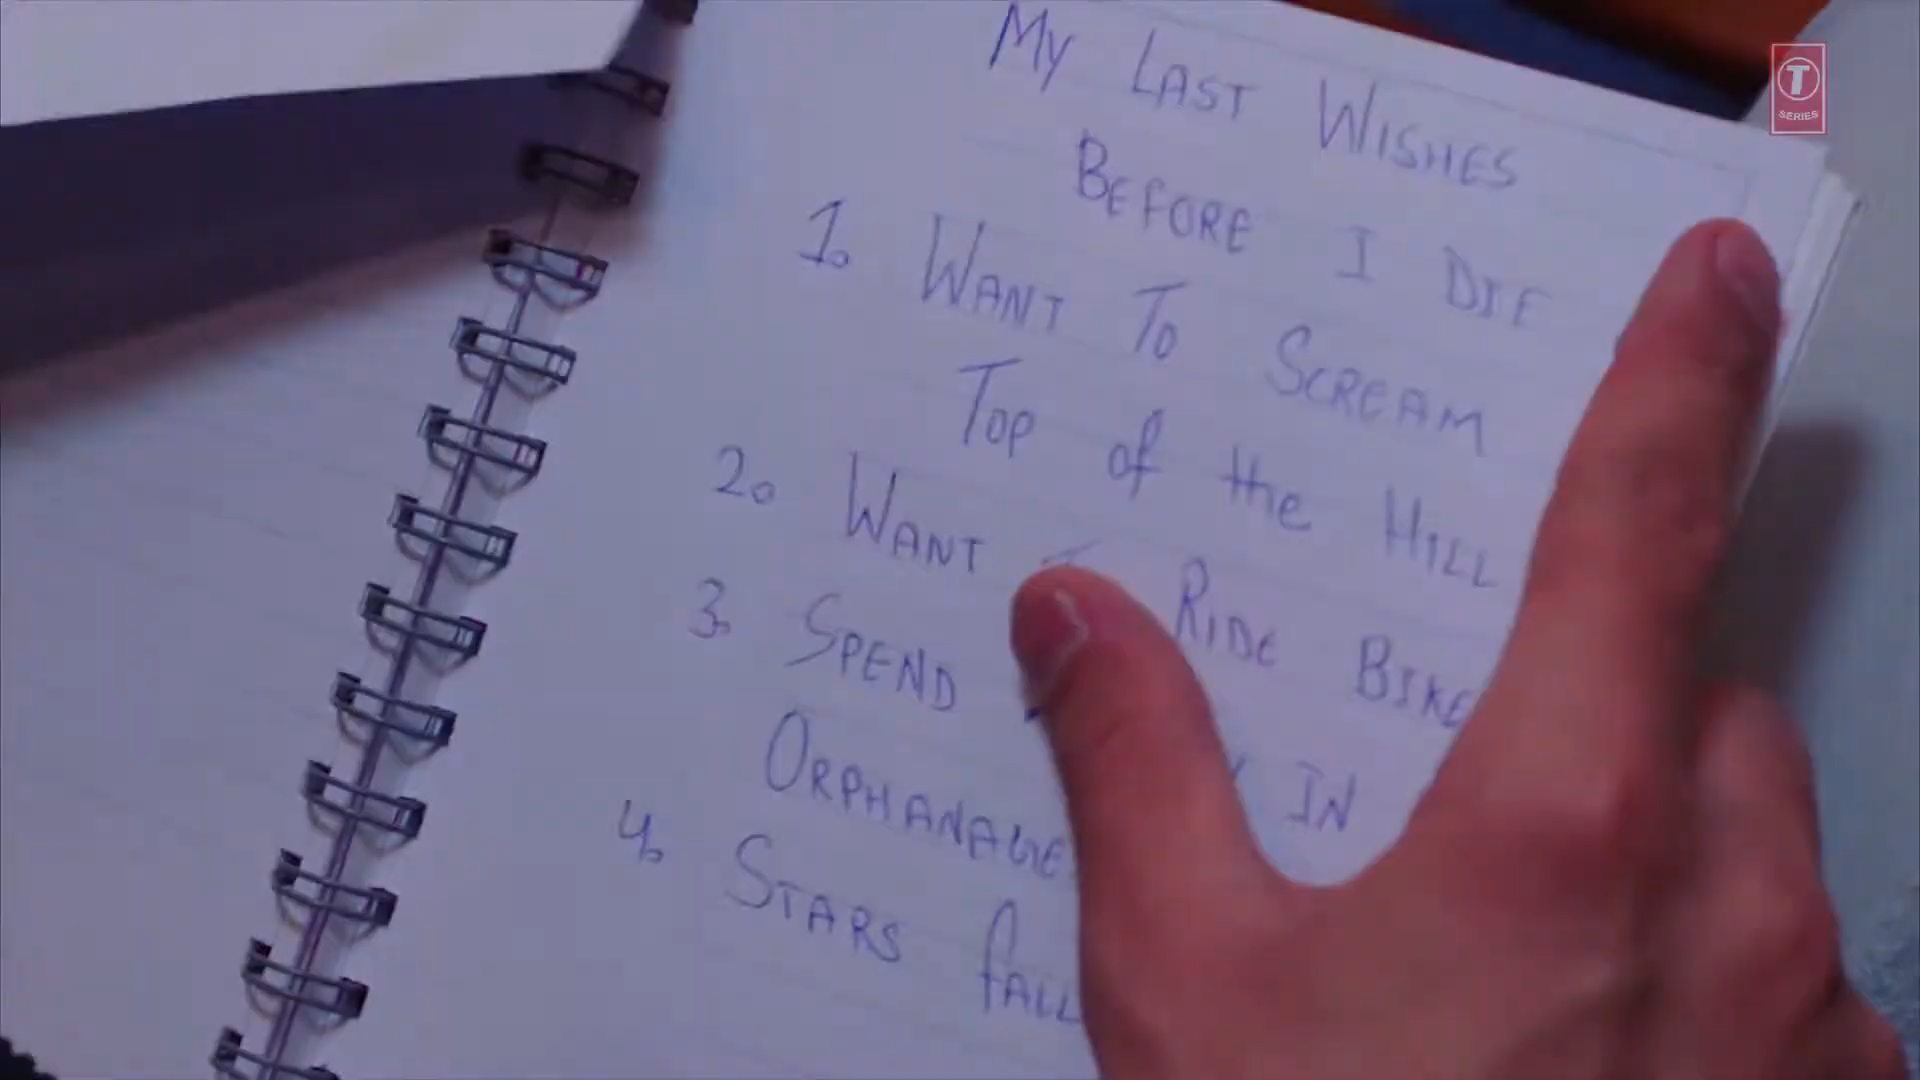 My LAST WISHES
BEFORE I DIE
1. WANT TO SCREAM
TOP of the HILL
2. WANT RIDE BIKE
3. SPEND IN
ORPHANAGE
4. STARS fALL
T
SERIES